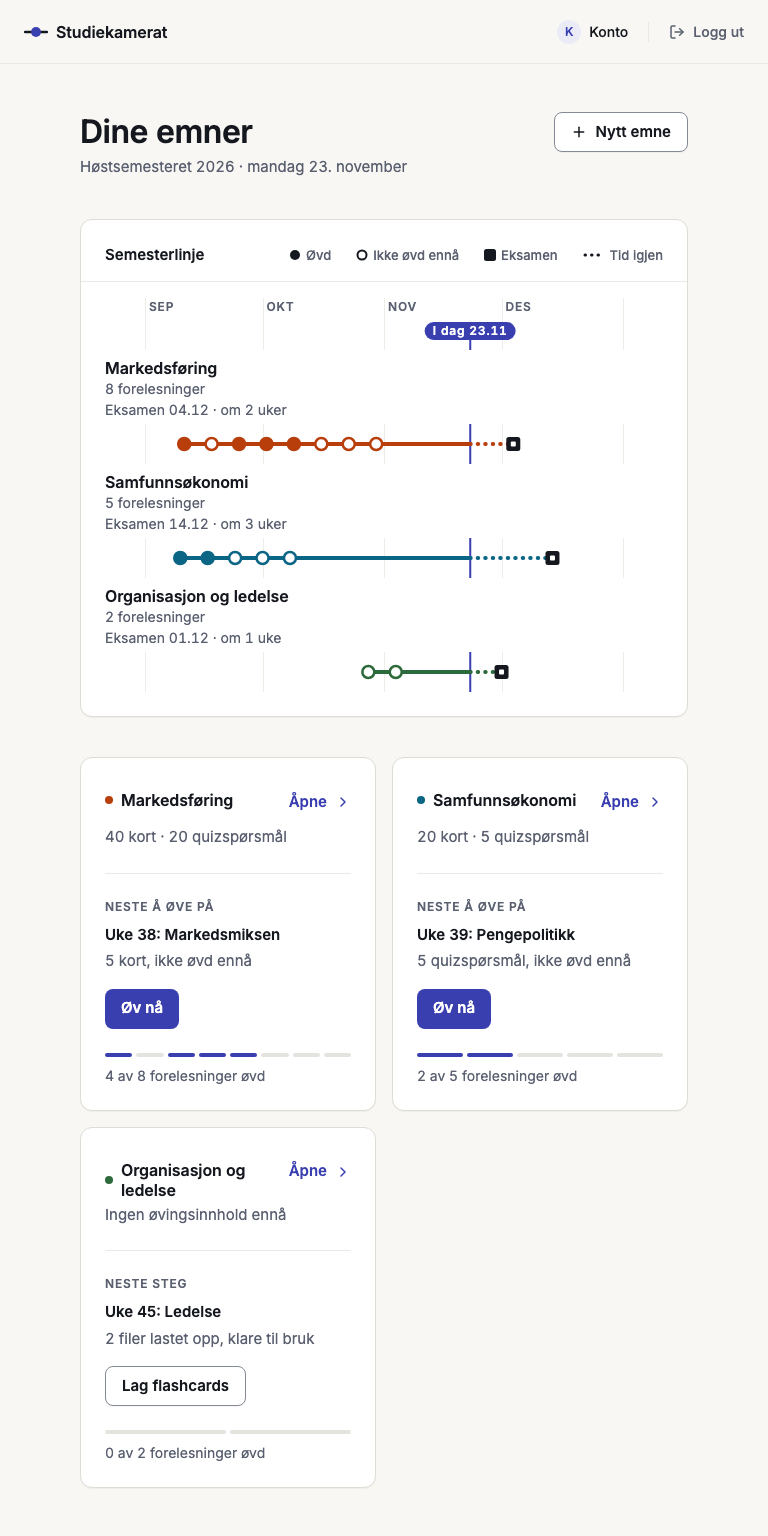 Studiekamerat
K Konto
Logg ut
Dine emner
Nytt emne
Høstsemesteret 2026 · mandag 23. november
Semesterlinje
Øvd
Ikke øvd ennå
Eksamen
Tid igjen
SEP OKT NOV DES
I dag 23.11
Markedsføring
8 forelesninger
Eksamen 04.12 · om 2 uker
Samfunnsøkonomi
5 forelesninger
Eksamen 14.12 · om 3 uker
Organisasjon og ledelse
2 forelesninger
Eksamen 01.12 · om 1 uke
Markedsføring Åpne
40 kort · 20 quizspørsmål
NESTE Å ØVE PÅ
Uke 38: Markedsmiksen
5 kort, ikke øvd ennå
Øv nå
4 av 8 forelesninger øvd
Samfunnsøkonomi Åpne
20 kort · 5 quizspørsmål
NESTE Å ØVE PÅ
Uke 39: Pengepolitikk
5 quizspørsmål, ikke øvd ennå
Øv nå
2 av 5 forelesninger øvd
Organisasjon og Åpne
ledelse
Ingen øvingsinnhold ennå
NESTE STEG
Uke 45: Ledelse
2 filer lastet opp, klare til bruk
Lag flashcards
0 av 2 forelesninger øvd